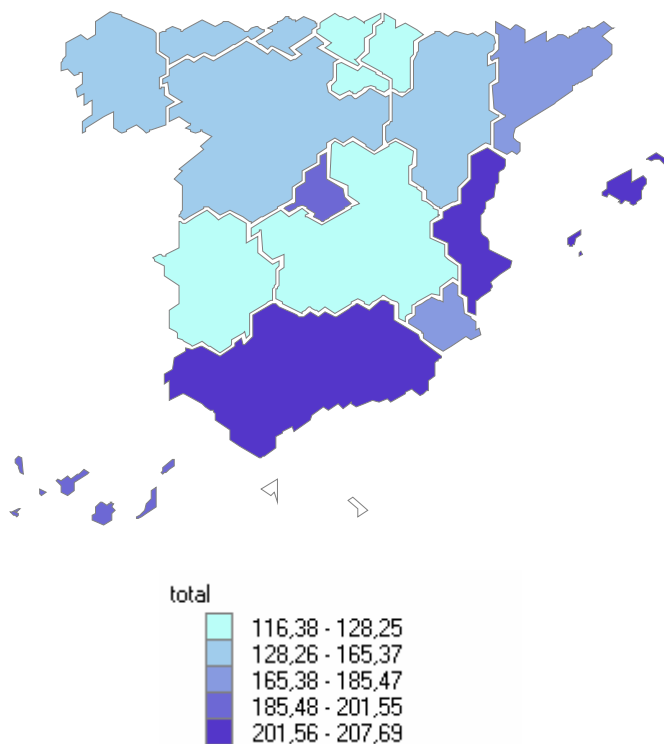 total
116,38 - 128,25
128,26 - 165,37
165,38 - 185,47
185,48 - 201,55
201,56 - 207,69